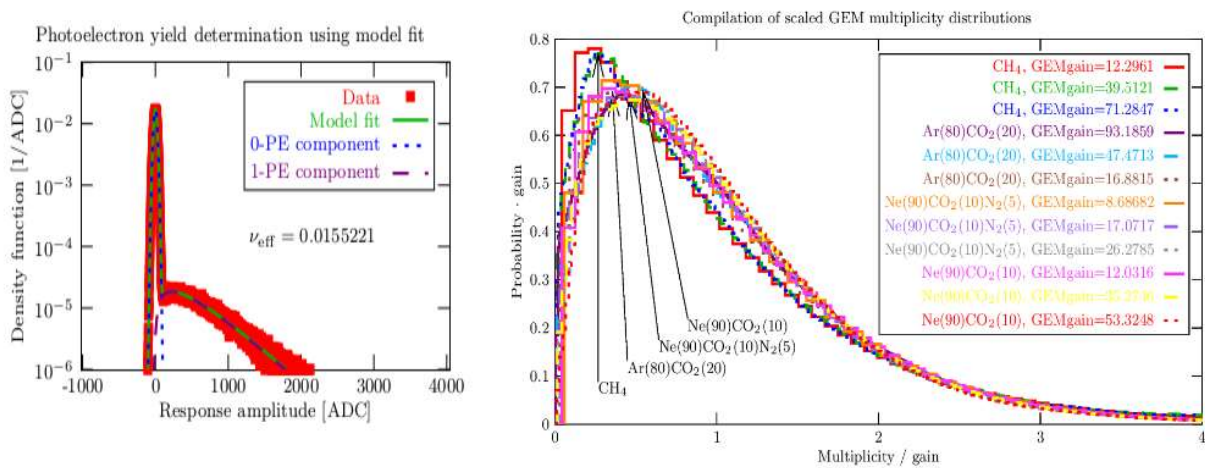 Photoelectron yield determination using model fit
Density function [1/ADC]
10⁻¹
10⁻²
10⁻³
10⁻⁴
10⁻⁵
10⁻⁶
Data
Model fit
0-PE component
1-PE component
νeff = 0.0155221
-1000 0 1000 2000 3000 4000
Response amplitude [ADC]
Compilation of scaled GEM multiplicity distributions
Probability · gain
0.8
0.7
0.6
0.5
0.4
0.3
0.2
0.1
0
CH₄, GEMgain=12.2961
CH₄, GEMgain=39.5121
CH₄, GEMgain=71.2847
Ar(80)CO₂(20), GEMgain=93.1859
Ar(80)CO₂(20), GEMgain=47.4713
Ar(80)CO₂(20), GEMgain=16.8815
Ne(90)CO₂(10)N₂(5), GEMgain=8.68682
Ne(90)CO₂(10)N₂(5), GEMgain=17.0717
Ne(90)CO₂(10)N₂(5), GEMgain=26.2785
Ne(90)CO₂(10), GEMgain=12.0316
Ne(90)CO₂(10),
Ne(90)CO₂(10), GEMgain=53.3248
Ne(90)CO₂(10)
Ne(90)CO₂(10)N₂(5)
Ar(80)CO₂(20)
CH₄
0 1 2 3 4
Multiplicity / gain